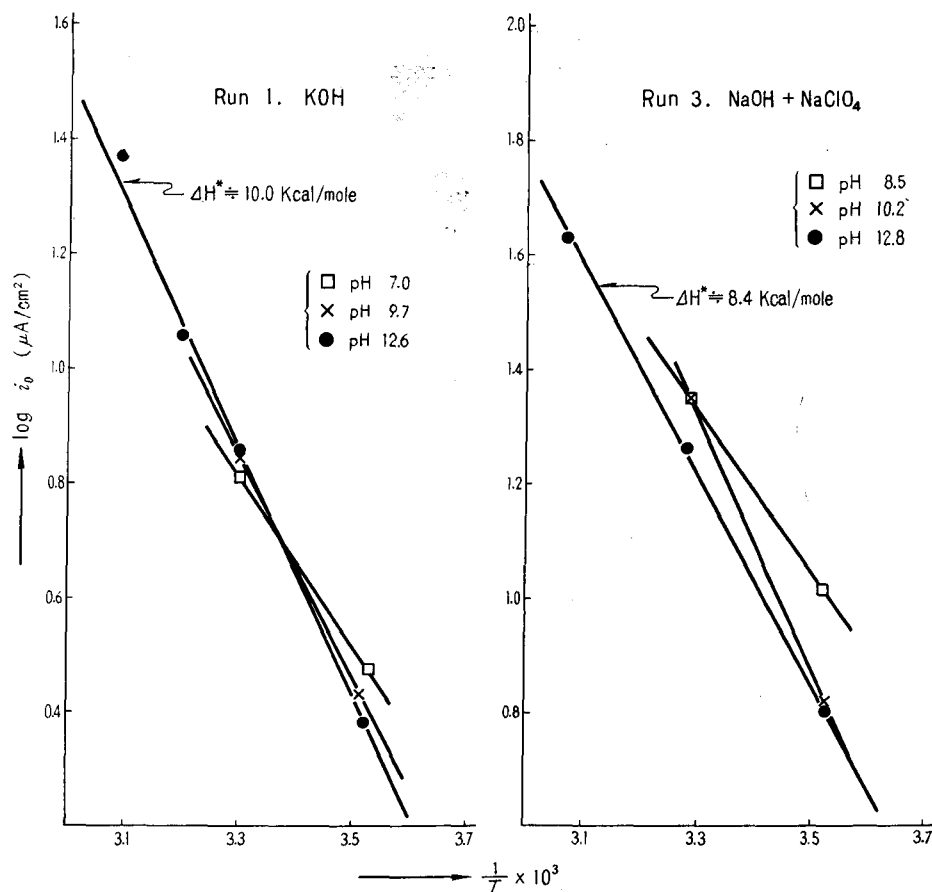 log i₀ (μA/cm²)
1.6
1.4
1.2
1.0
0.8
0.6
0.4
Run 1. KOH
ΔH* ≑ 10.0 Kcal/mole
pH 7.0
pH 9.7
pH 12.6
3.1
3.3
3.5
3.7
2.0
1.8
1.6
1.4
1.2
1.0
0.8
Run 3. NaOH + NaClO₄
pH 8.5
pH 10.2
pH 12.8
ΔH* ≑ 8.4 Kcal/mole
3.1
3.3
3.5
3.7
1/T × 10³